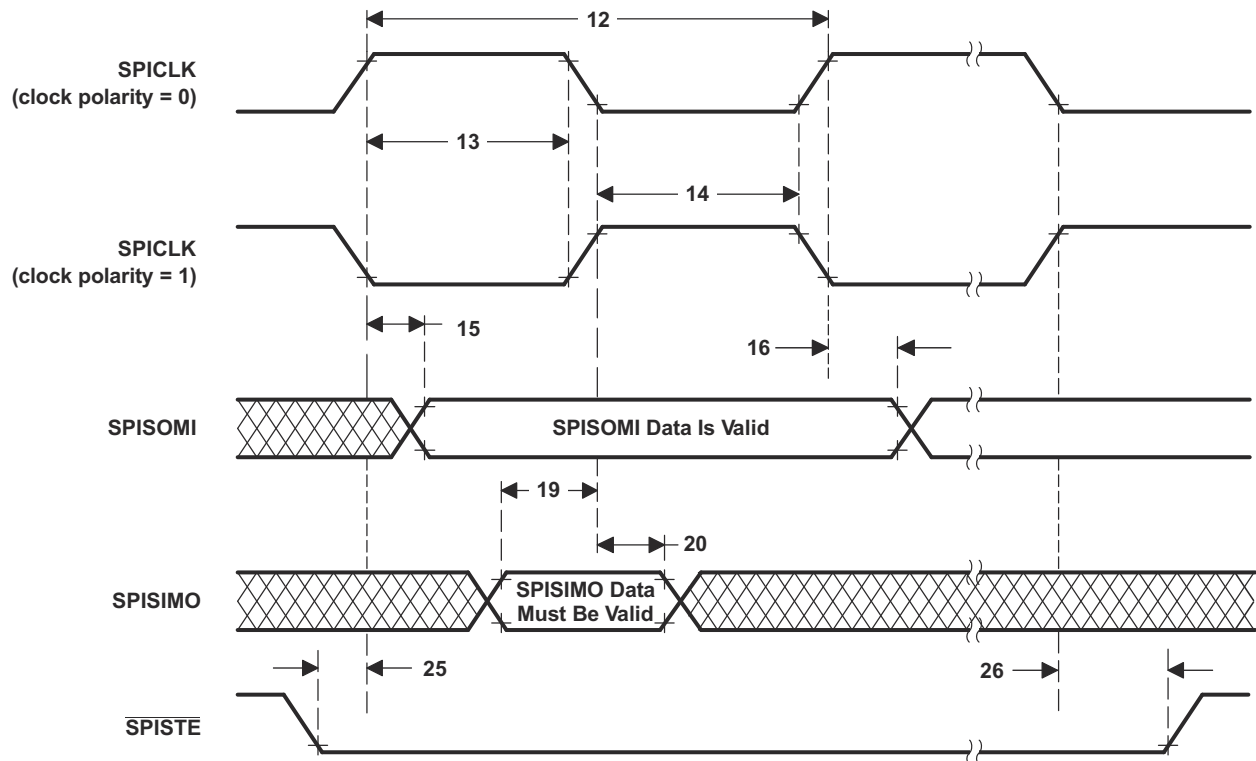 12
SPICLK
(clock polarity = 0)
13
14
SPICLK
(clock polarity = 1)
15
16
SPISOMI
SPISOMI Data Is Valid
19
20
SPISIMO
SPISIMO Data
Must Be Valid
25
26
SPISTE